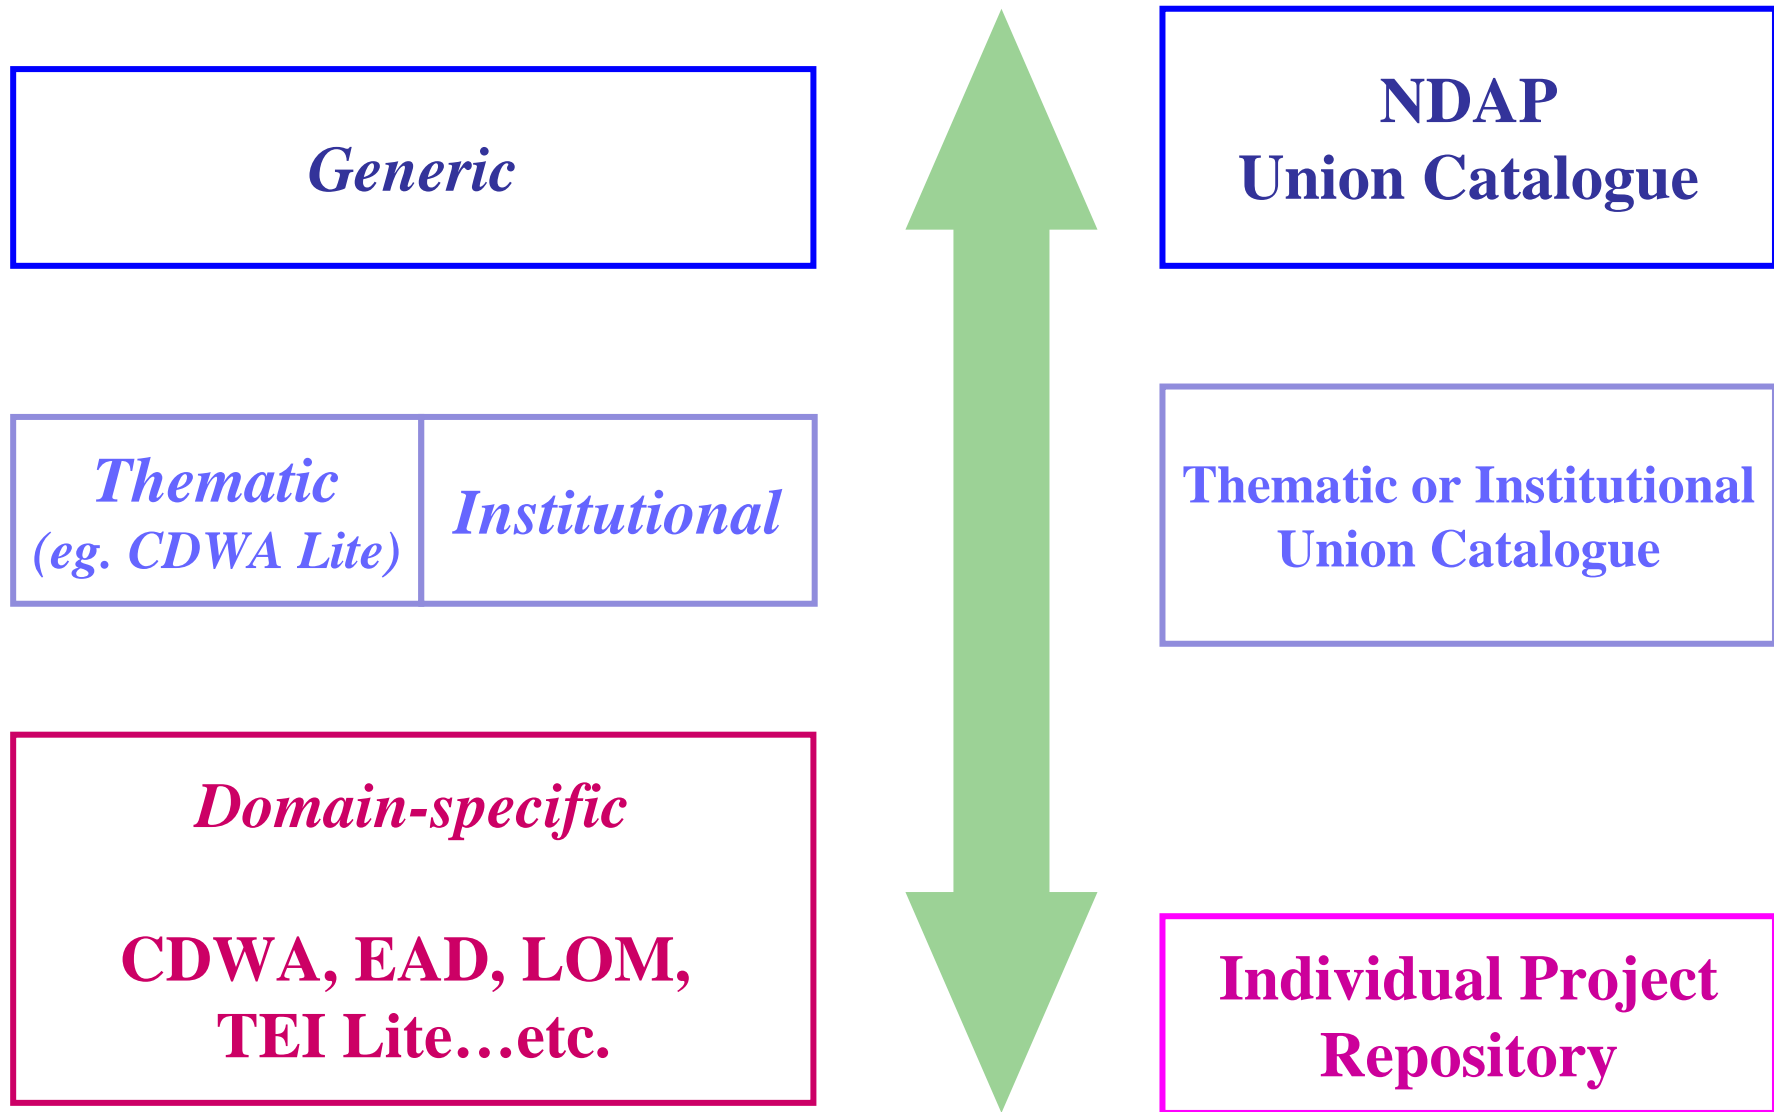 Generic
NDAP
Union Catalogue
Thematic
(eg. CDWA Lite)
Institutional
Thematic or Institutional
Union Catalogue
Domain-specific
CDWA, EAD, LOM,
TEI Lite…etc.
Individual Project
Repository